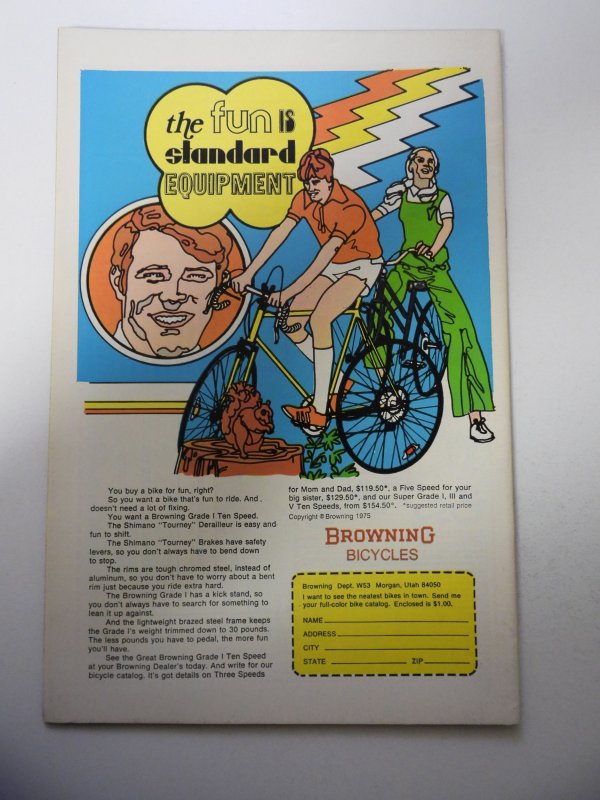 the fun IS
standard
EQUIPMENT
You buy a bike for fun, right?
So you want a bike that's fun to ride. And
doesn't need a lot of fixing.
You want a Browning Grade I Ten Speed.
The Shimano "Tourney" Derailleur is easy and
fun to shift.
The Shimano "Tourney" Brakes have safety
levers, so you don't always have to bend down
to stop.
The rims are tough chromed steel, instead of
aluminum, so you don't have to worry about a bent
rim just because you ride extra hard.
The Browning Grade I has a kick stand, so
you don't always have to search for something to
lean it up against.
And the lightweight brazed steel frame keeps
the Grade I's weight trimmed down to 30 pounds.
The less pounds you have to pedal, the more fun
you'll have.
See the Great Browning Grade I Ten Speed
at your Browning Dealer's today. And write for our
bicycle catalog. It's got details on Three Speeds
for Mom and Dad, $119.50*, a Five Speed for your
big sister, $129.50*, and our Super Grade I, III and
V Ten Speeds, from $154.50*. *suggested retail price
Copyright © Browning 1975
BROWNING
BICYCLES
Browning Dept. W53 Morgan, Utah 84050
I want to see the neatest bikes in town. Send me
your full-color bike catalog. Enclosed is $1.00.
NAME
ADDRESS
CITY
STATE ZIP